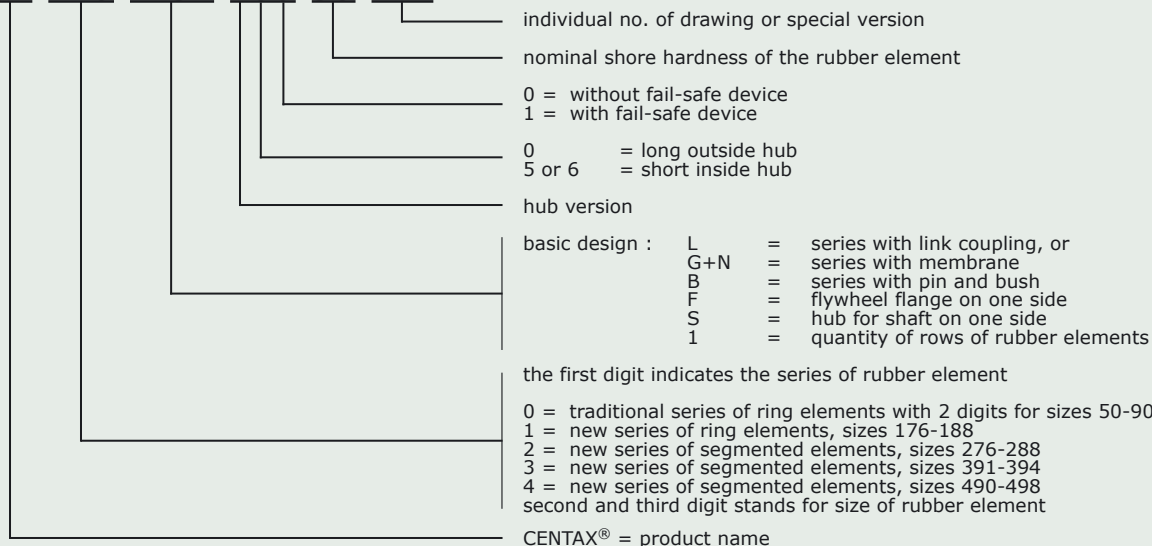 individual no. of drawing or special version
nominal shore hardness of the rubber element
0 = without fail-safe device
1 = with fail-safe device
0 = long outside hub
5 or 6 = short inside hub
hub version
basic design : L = series with link coupling, or
G+N = series with membrane
B = series with pin and bush
F = flywheel flange on one side
S = hub for shaft on one side
1 = quantity of rows of rubber elements
the first digit indicates the series of rubber element
0 = traditional series of ring elements with 2 digits for sizes 50-90
1 = new series of ring elements, sizes 176-188
2 = new series of segmented elements, sizes 276-288
3 = new series of segmented elements, sizes 391-394
4 = new series of segmented elements, sizes 490-498
second and third digit stands for size of rubber element
CENTAX® = product name